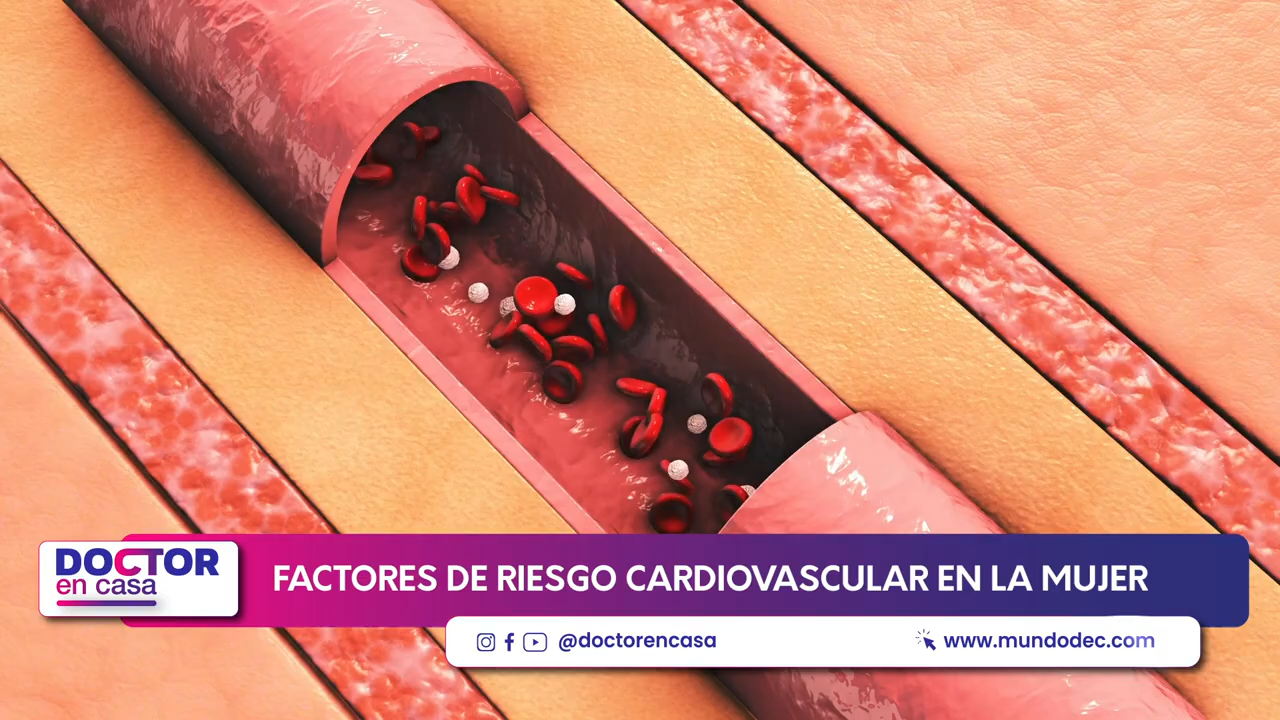 DOCTOR
en casa
FACTORES DE RIESGO CARDIOVASCULAR EN LA MUJER
@doctorencasa
www.mundodec.com